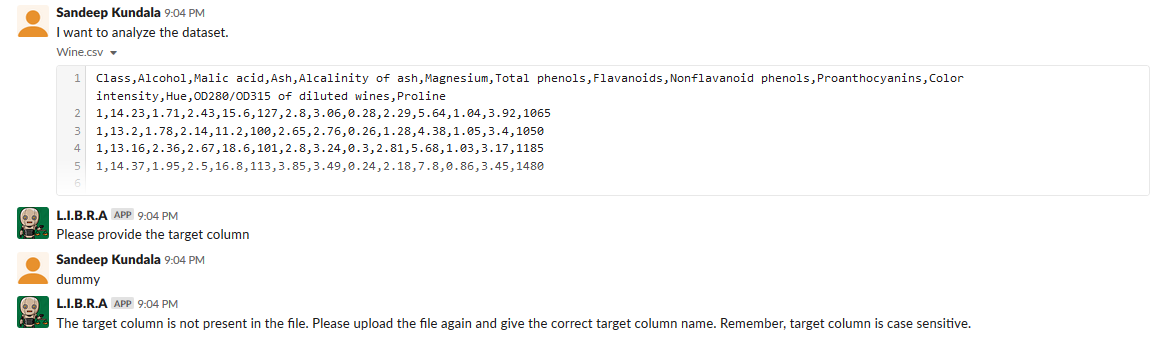 Sandeep Kundala 9:04 PM
I want to analyze the dataset.
Wine.csv
1 Class,Alcohol,Malic acid,Ash,Alcalinity of ash,Magnesium,Total phenols,Flavanoids,Nonflavanoid phenols,Proanthocyanins,Color
intensity,Hue,OD280/OD315 of diluted wines,Proline
2 1,14.23,1.71,2.43,15.6,127,2.8,3.06,0.28,2.29,5.64,1.04,3.92,1065
3 1,13.2,1.78,2.14,11.2,100,2.65,2.76,0.26,1.28,4.38,1.05,3.4,1050
4 1,13.16,2.36,2.67,18.6,101,2.8,3.24,0.3,2.81,5.68,1.03,3.17,1185
5 1,14.37,1.95,2.5,16.8,113,3.85,3.49,0.24,2.18,7.8,0.86,3.45,1480
6
L.I.B.R.A APP 9:04 PM
Please provide the target column
Sandeep Kundala 9:04 PM
dummy
L.I.B.R.A APP 9:04 PM
The target column is not present in the file. Please upload the file again and give the correct target column name. Remember, target column is case sensitive.